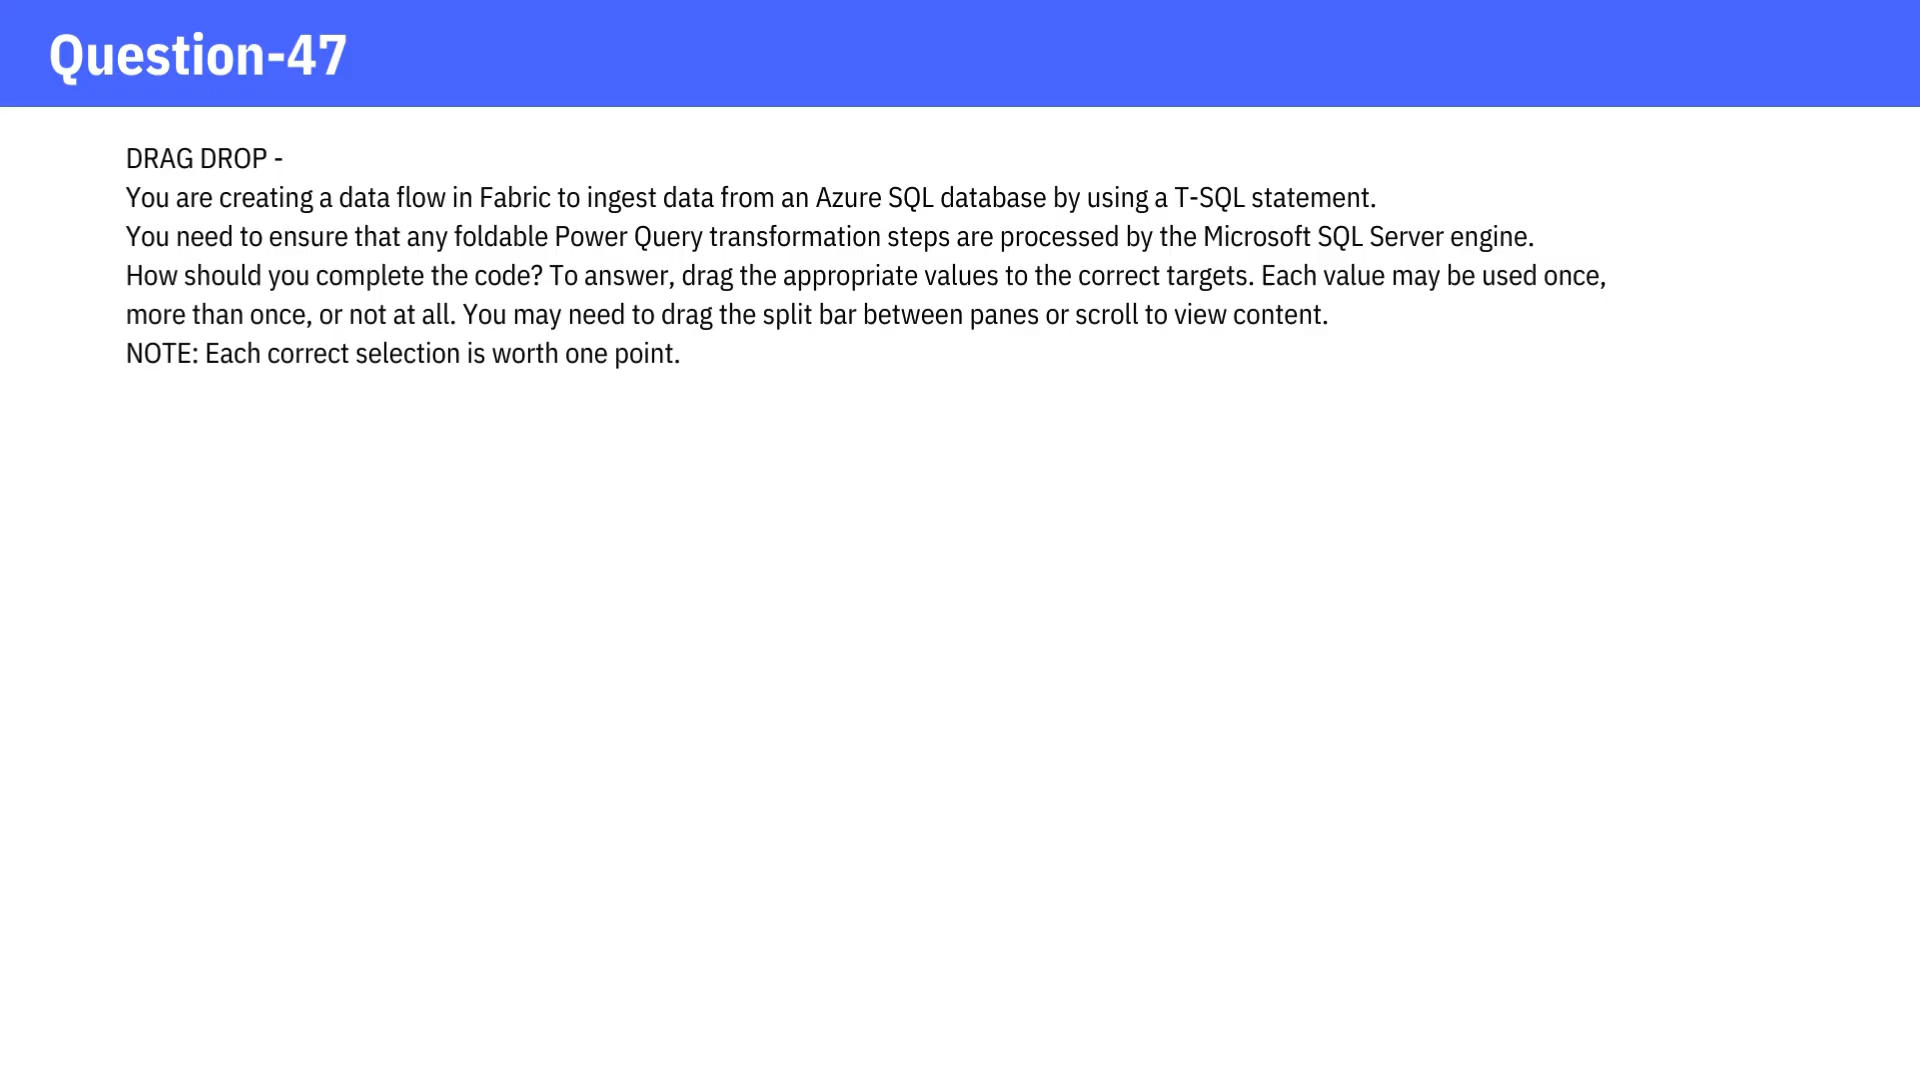 Question-47
DRAG DROP -
You are creating a data flow in Fabric to ingest data from an Azure SQL database by using a T-SQL statement.
You need to ensure that any foldable Power Query transformation steps are processed by the Microsoft SQL Server engine.
How should you complete the code? To answer, drag the appropriate values to the correct targets. Each value may be used once,
more than once, or not at all. You may need to drag the split bar between panes or scroll to view content.
NOTE: Each correct selection is worth one point.